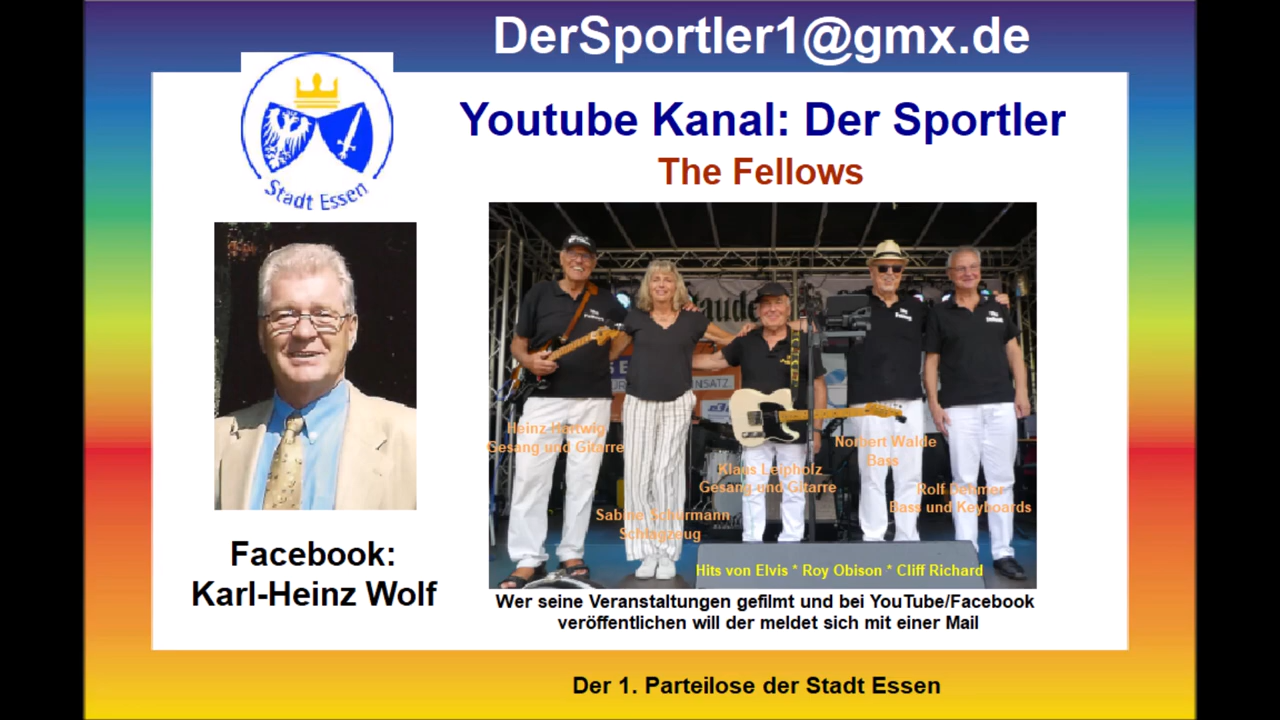 DerSportler1@gmx.de
Stadt Essen
Youtube Kanal: Der Sportler
The Fellows
Heinz Hartwig
Gesang und Gitarre
Norbert Walde
Bass
Klaus Leipholz
Gesang und Gitarre
Rolf
Bass und Keyboards
Sabine Schürmann
Schlagzeug
Hits von Elvis * Roy Obison * Cliff Richard
Facebook:
Karl-Heinz Wolf
Wer seine Veranstaltungen gefilmt und bei YouTube/Facebook
veröffentlichen will der meldet sich mit einer Mail
Der 1. Parteilose der Stadt Essen